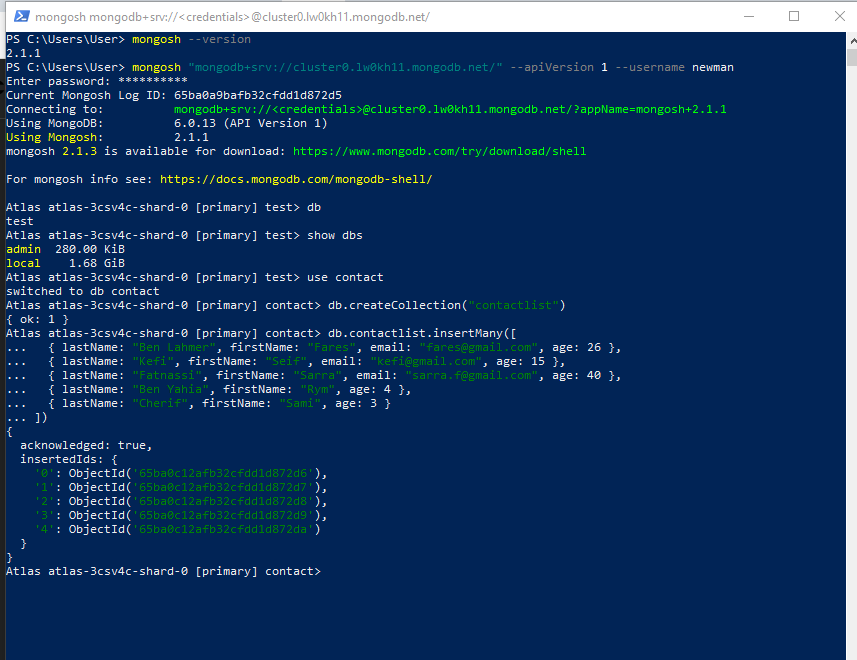 mongosh mongodb+srv://<credentials>@cluster0.lw0kh11.mongodb.net/
PS C:\Users\User> mongosh --version
2.1.1
PS C:\Users\User> mongosh "mongodb+srv://cluster0.lw0kh11.mongodb.net/" --apiVersion 1 --username newman
Enter password: **********
Current Mongosh Log ID: 65ba0a9bafb32cfdd1d872d5
Connecting to:          mongodb+srv://<credentials>@cluster0.lw0kh11.mongodb.net/?appName=mongosh+2.1.1
Using MongoDB:          6.0.13 (API Version 1)
Using Mongosh:          2.1.1
mongosh 2.1.3 is available for download: https://www.mongodb.com/try/download/shell
For mongosh info see: https://docs.mongodb.com/mongodb-shell/
Atlas atlas-3csv4c-shard-0 [primary] test> db
test
Atlas atlas-3csv4c-shard-0 [primary] test> show dbs
admin  280.00 KiB
local    1.68 GiB
Atlas atlas-3csv4c-shard-0 [primary] test> use contact
switched to db contact
Atlas atlas-3csv4c-shard-0 [primary] contact> db.createCollection("contactlist")
{ ok: 1 }
Atlas atlas-3csv4c-shard-0 [primary] contact> db.contactlist.insertMany([
...   { lastName: "Ben Lahmer", firstName: "Fares", email: "fares@gmail.com", age: 26 },
...   { lastName: "Kefi", firstName: "Seif", email: "kefi@gmail.com", age: 15 },
...   { lastName: "Fatnassi", firstName: "Sarra", email: "sarra.f@gmail.com", age: 40 },
...   { lastName: "Ben Yahia", firstName: "Rym", age: 4 },
...   { lastName: "Cherif", firstName: "Sami", age: 3 }
... ])
{
  acknowledged: true,
  insertedIds: {
    '0': ObjectId('65ba0c12afb32cfdd1d872d6'),
    '1': ObjectId('65ba0c12afb32cfdd1d872d7'),
    '2': ObjectId('65ba0c12afb32cfdd1d872d8'),
    '3': ObjectId('65ba0c12afb32cfdd1d872d9'),
    '4': ObjectId('65ba0c12afb32cfdd1d872da')
  }
}
Atlas atlas-3csv4c-shard-0 [primary] contact>